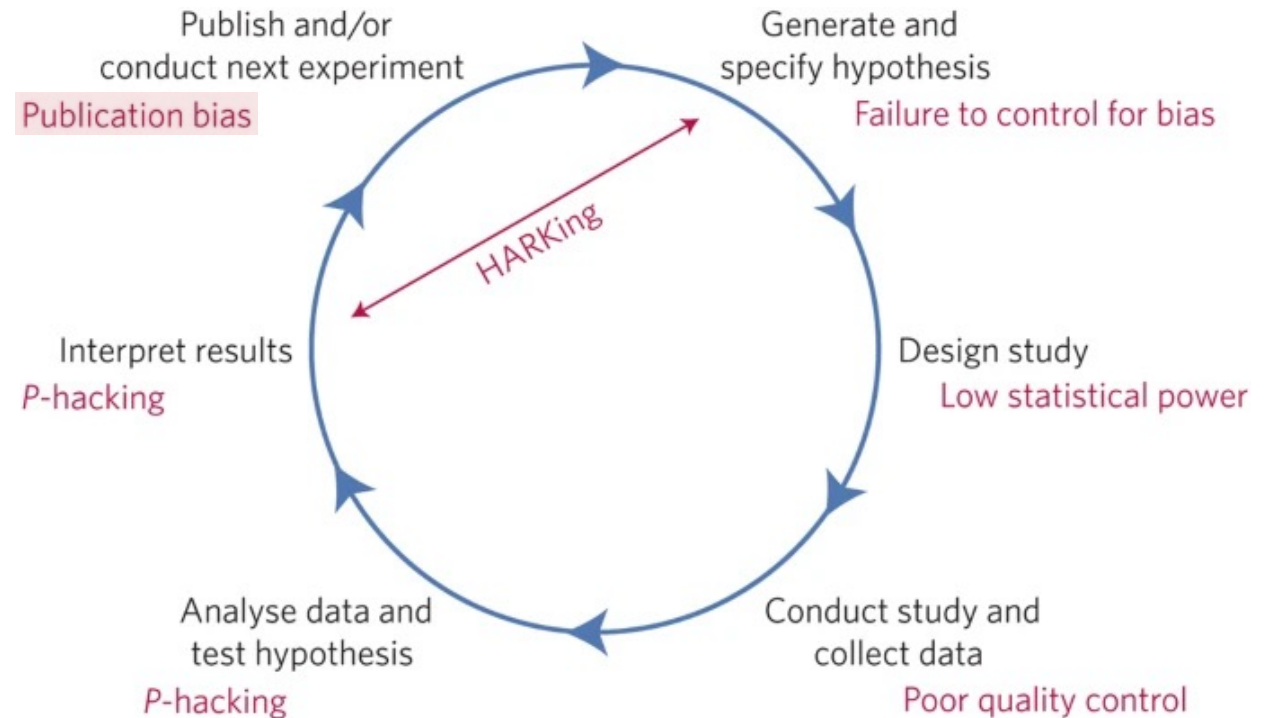 Publish and/or
conduct next experiment
Publication bias
Generate and
specify hypothesis
Failure to control for bias
HARKing
Interpret results
P-hacking
Design study
Low statistical power
Analyse data and
test hypothesis
P-hacking
Conduct study and
collect data
Poor quality control